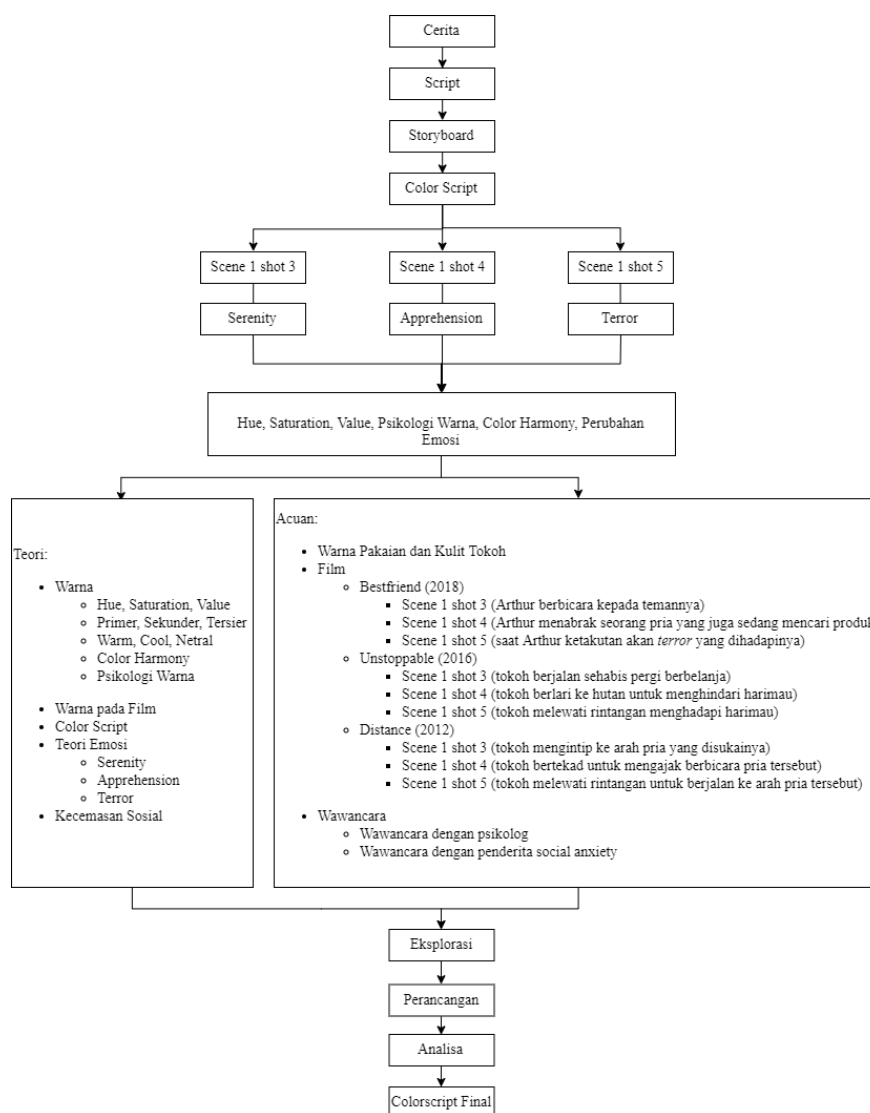 Cerita
Script
Storyboard
Color Script
Scene 1 shot 3
Scene 1 shot 4
Scene 1 shot 5
Serenity
Apprehension
Terror
Hue, Saturation, Value, Psikologi Warna, Color Harmony, Perubahan
Emosi
Teori:
Warna
Hue, Saturation, Value
Primer, Sekunder, Tersier
Warm, Cool, Netral
Color Harmony
Psikologi Warna
Warna pada Film
Color Script
Teori Emosi
Serenity
Apprehension
Terror
Kecemasan Sosial
Acuan:
Warna Pakaian dan Kulit Tokoh
Film
Bestfriend (2018)
Scene 1 shot 3 (Arthur berbicara kepada temannya)
Scene 1 shot 4 (Arthur menabrak seorang pria yang juga sedang mencari produk
Scene 1 shot 5 (saat Arthur ketakutan akan terror yang dihadapinya)
Unstoppable (2016)
Scene 1 shot 3 (tokoh berjalan sehabis pergi berbelanja)
Scene 1 shot 4 (tokoh berlari ke hutan untuk menghindari harimau)
Scene 1 shot 5 (tokoh melewati rintangan menghadapi harimau)
Distance (2012)
Scene 1 shot 3 (tokoh mengintip ke arah pria yang disukainya)
Scene 1 shot 4 (tokoh bertekad untuk mengajak berbicara pria tersebut)
Scene 1 shot 5 (tokoh melewati rintangan untuk berjalan ke arah pria tersebut)
Wawancara
Wawancara dengan psikolog
Wawancara dengan penderita social anxiety
Eksplorasi
Perancangan
Analisa
Colorscript Final